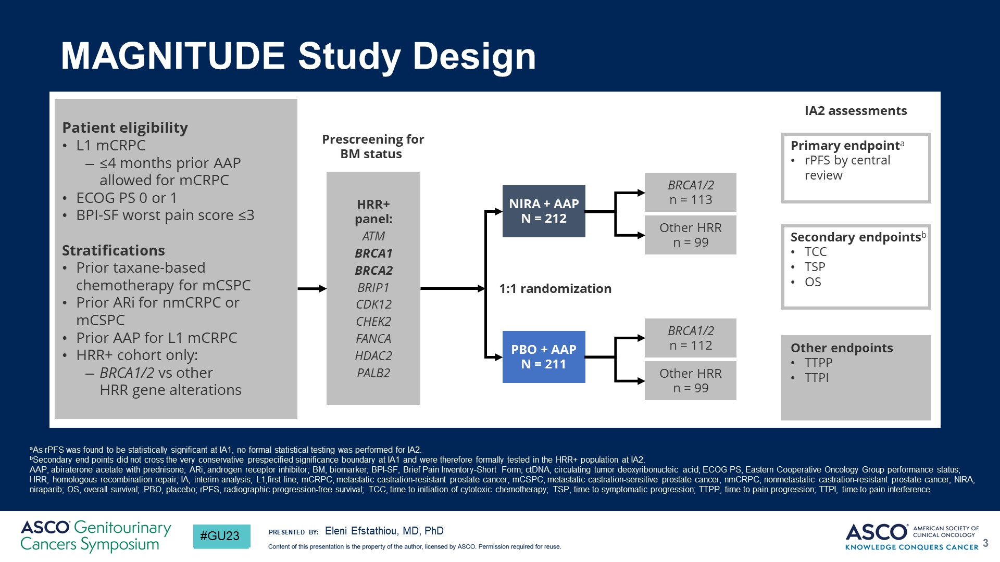 MAGNITUDE Study Design
Patient eligibility
• L1 mCRPC
– ≤4 months prior AAP
allowed for mCRPC
• ECOG PS 0 or 1
• BPI-SF worst pain score ≤3
Stratifications
• Prior taxane-based
chemotherapy for mCSPC
• Prior ARi for nmCRPC or
mCSPC
• Prior AAP for L1 mCRPC
• HRR+ cohort only:
– BRCA1/2 vs other
HRR gene alterations
Prescreening for
BM status
HRR+
panel:
ATM
BRCA1
BRCA2
BRIP1
CDK12
CHEK2
FANCA
HDAC2
PALB2
1:1 randomization
NIRA + AAP
N = 212
BRCA1/2
n = 113
Other HRR
n = 99
PBO + AAP
N = 211
BRCA1/2
n = 112
Other HRR
n = 99
IA2 assessments
Primary endpointᵃ
• rPFS by central
review
Secondary endpointsᵇ
• TCC
• TSP
• OS
Other endpoints
• TTPP
• TTPI
ᵃAs rPFS was found to be statistically significant at IA1, no formal statistical testing was performed for IA2.
ᵇSecondary end points did not cross the very conservative prespecified significance boundary at IA1 and were therefore formally tested in the HRR+ population at IA2.
AAP, abiraterone acetate with prednisone; ARi, androgen receptor inhibitor; BM, biomarker; BPI-SF, Brief Pain Inventory-Short Form; ctDNA, circulating tumor deoxyribonucleic acid; ECOG PS, Eastern Cooperative Oncology Group performance status;
HRR, homologous recombination repair; IA, interim analysis; L1,first line; mCRPC, metastatic castration-resistant prostate cancer; mCSPC, metastatic castration-sensitive prostate cancer; nmCRPC, nonmetastatic castration-resistant prostate cancer; NIRA,
niraparib; OS, overall survival; PBO, placebo; rPFS, radiographic progression-free survival; TCC, time to initiation of cytotoxic chemotherapy; TSP, time to symptomatic progression; TTPP, time to pain progression; TTPI, time to pain interference
ASCO® Genitourinary
Cancers Symposium
#GU23
PRESENTED BY: Eleni Efstathiou, MD, PhD
Content of this presentation is the property of the author, licensed by ASCO. Permission required for reuse.
ASCO® AMERICAN SOCIETY OF
CLINICAL ONCOLOGY
KNOWLEDGE CONQUERS CANCER
3